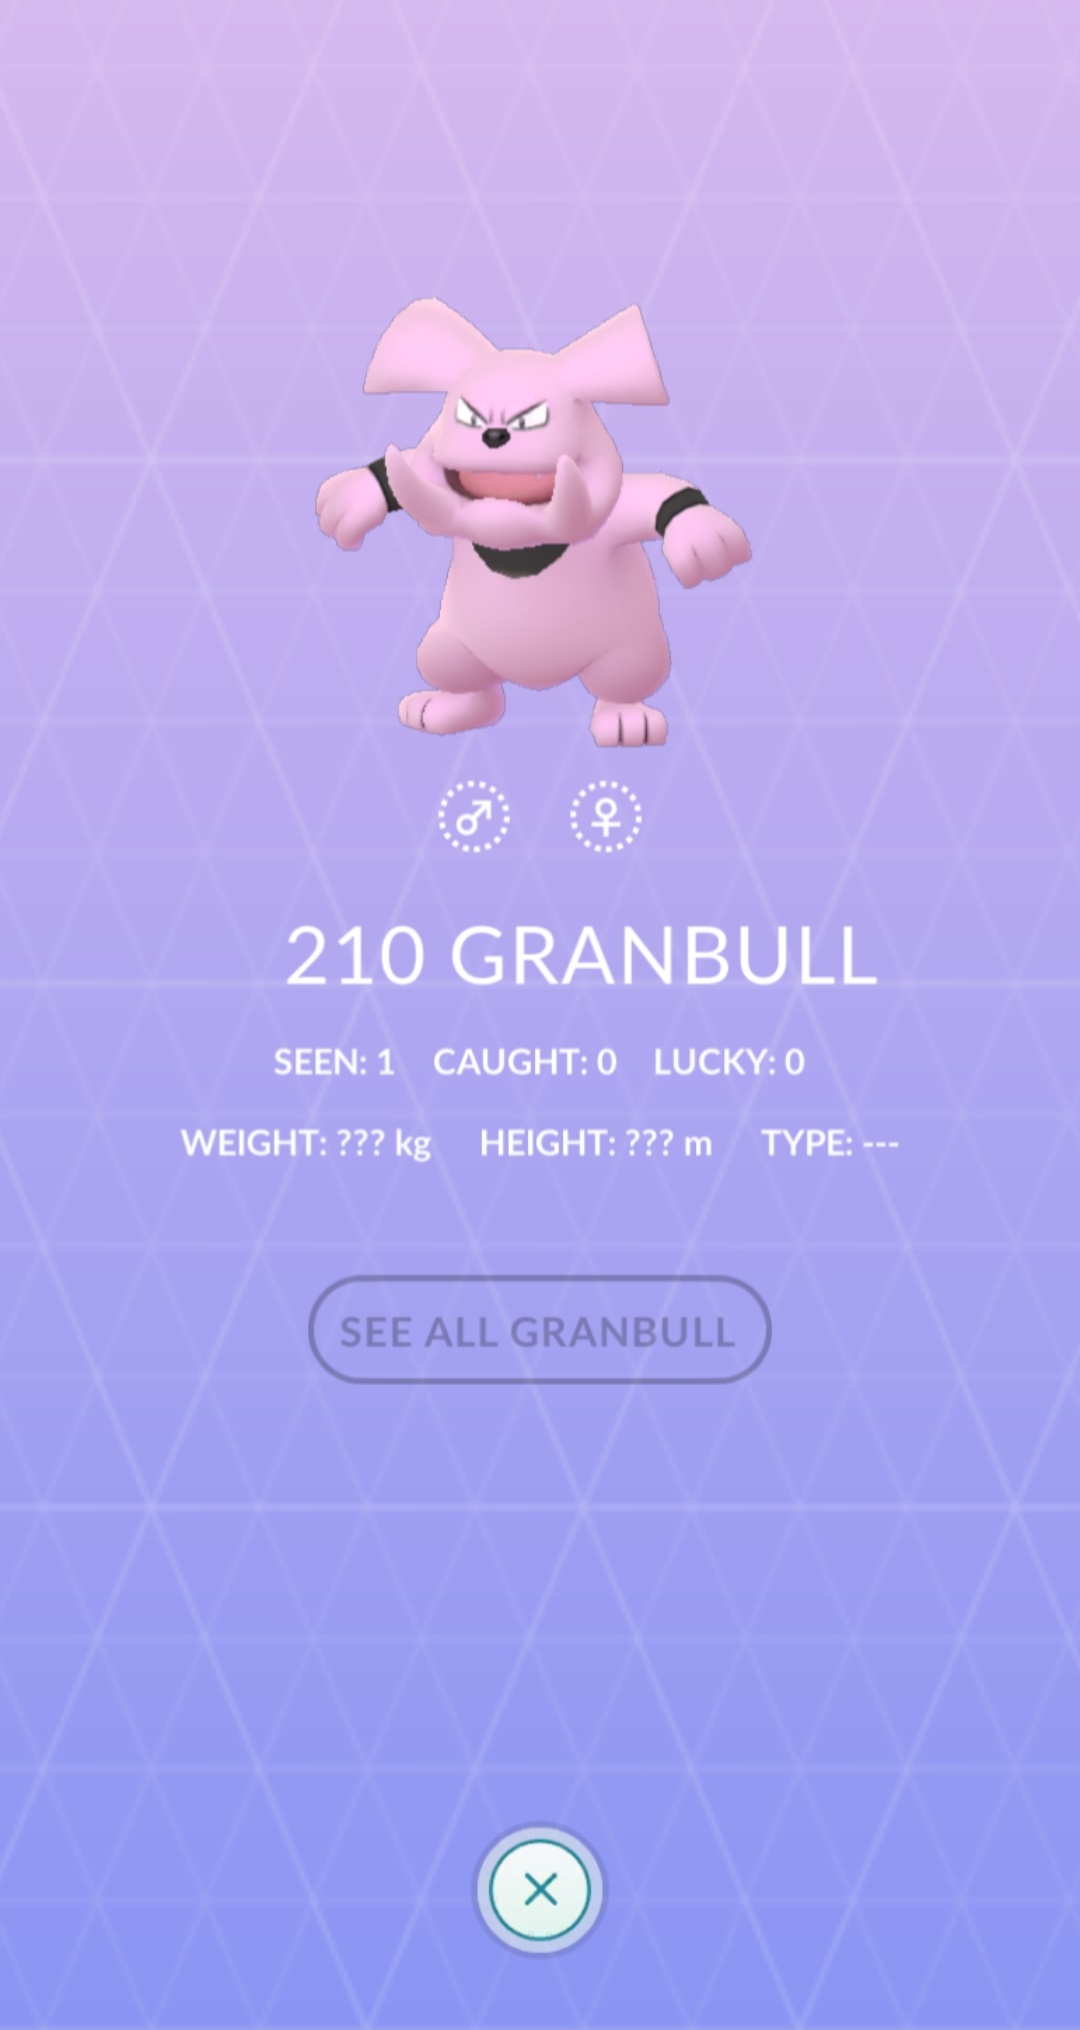 210 GRANBULL
SEEN: 1 CAUGHT: 0 LUCKY: 0
WEIGHT: ??? kg HEIGHT: ??? m TYPE: ---
SEE ALL GRANBULL